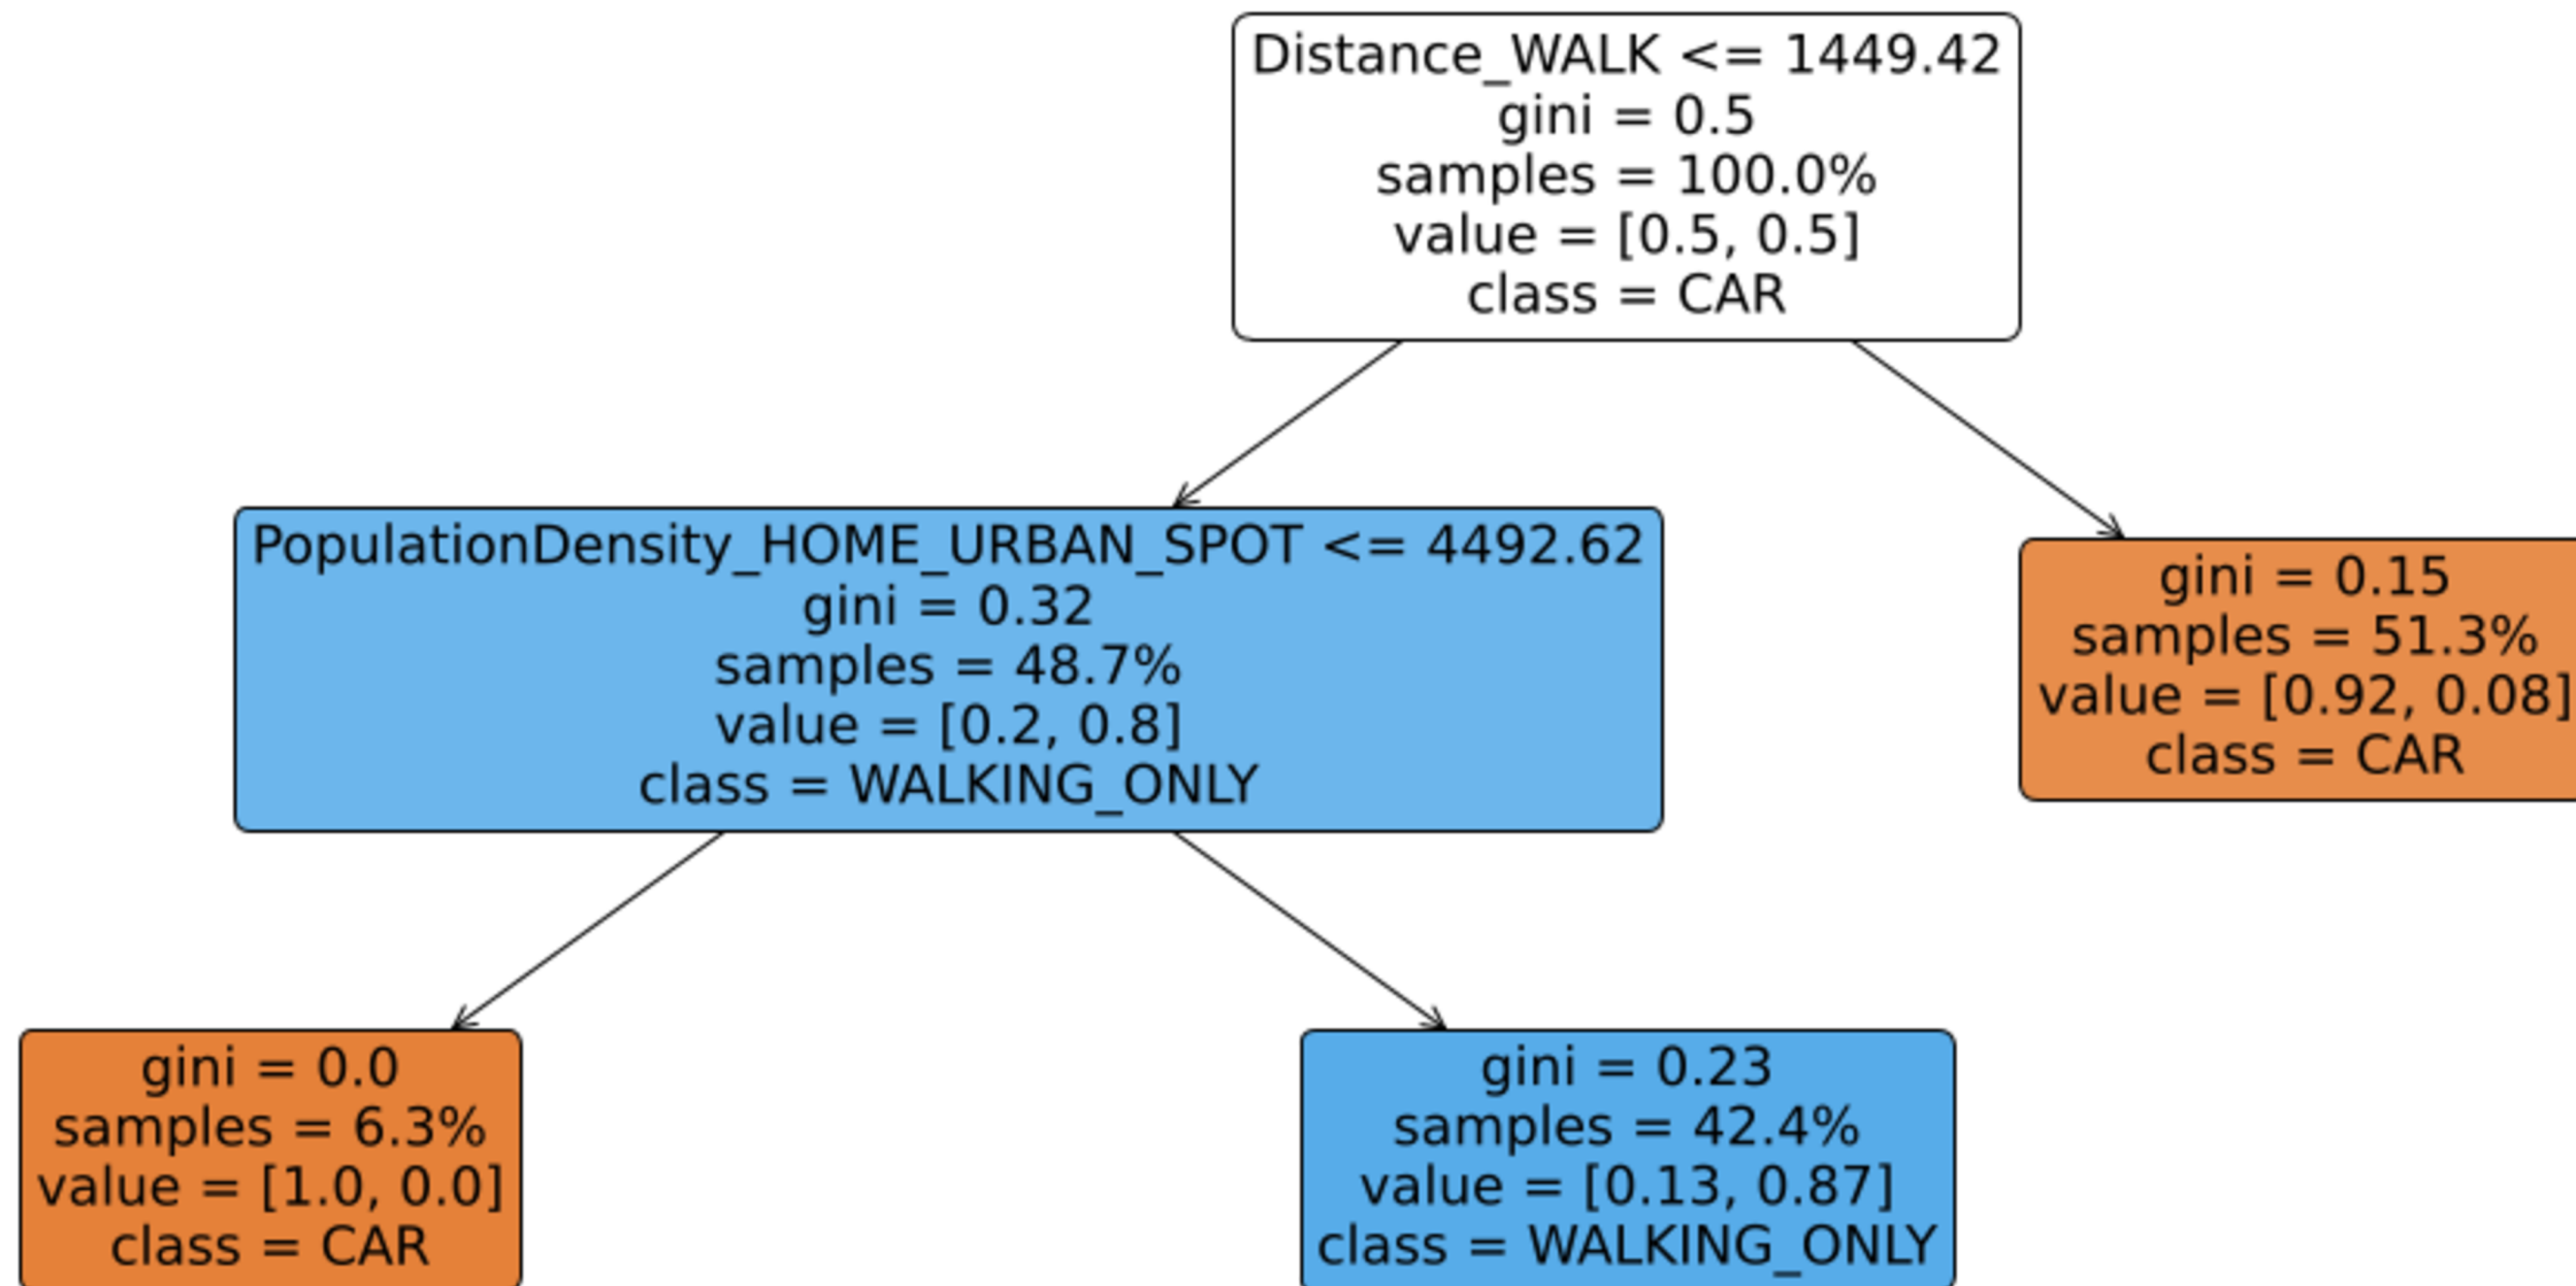 Distance_WALK <= 1449.42
gini = 0.5
samples = 100.0%
value = [0.5, 0.5]
class = CAR
PopulationDensity_HOME_URBAN_SPOT <= 4492.62
gini = 0.32
samples = 48.7%
value = [0.2, 0.8]
class = WALKING_ONLY
gini = 0.15
samples = 51.3%
value = [0.92, 0.08]
class = CAR
gini = 0.0
samples = 6.3%
value = [1.0, 0.0]
class = CAR
gini = 0.23
samples = 42.4%
value = [0.13, 0.87]
class = WALKING_ONLY